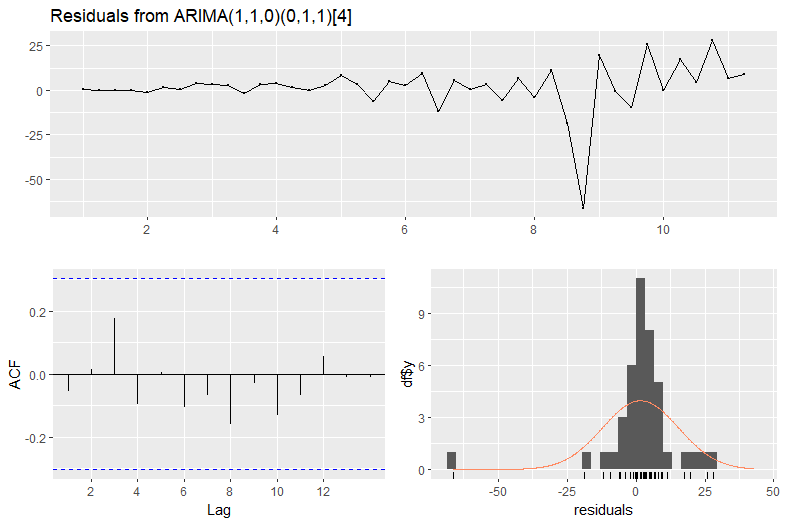 Residuals from ARIMA(1,1,0)(0,1,1)[4]
25
0
-25
-50
2 4 6 8 10
0.2
0.0
-0.2
ACF
2 4 6 8 10 12
Lag
9
6
3
0
df$y
-50 -25 0 25 50
residuals